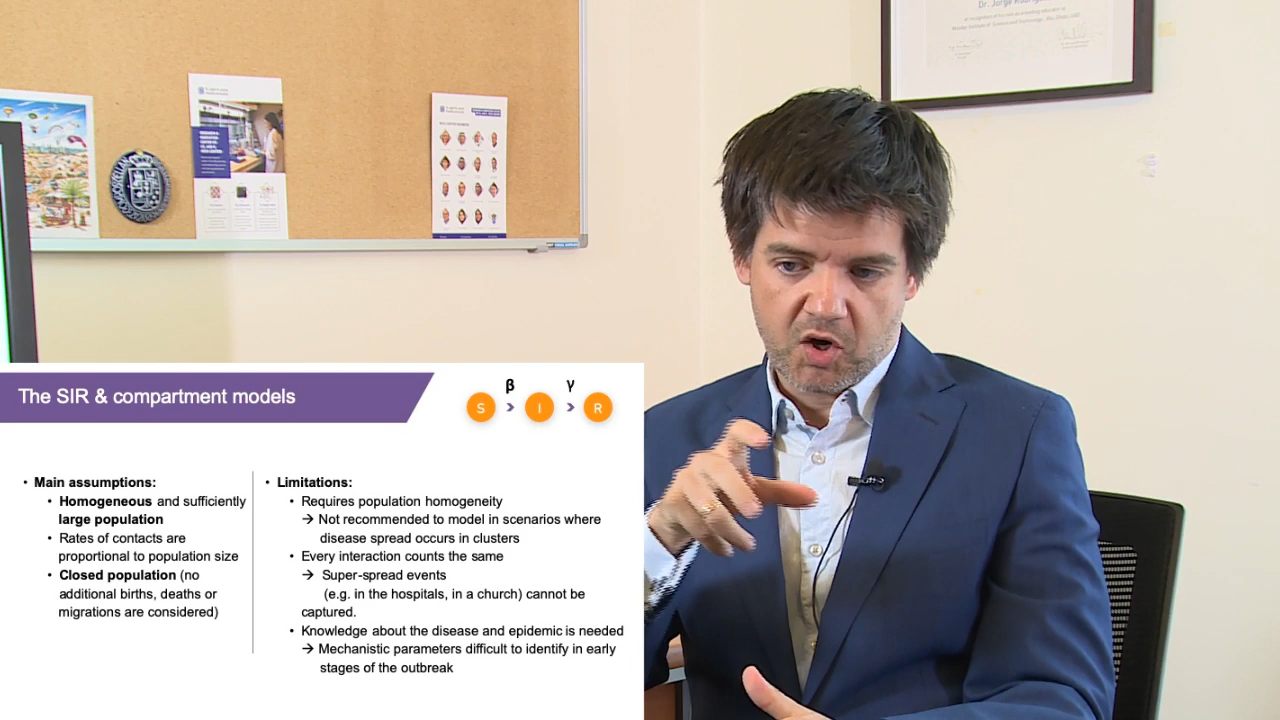 Dr. Jorge
The SIR & compartment models
β
γ
S
I
R
• Main assumptions:
• Homogeneous and sufficiently
large population
• Rates of contacts are
proportional to population size
• Closed population (no
additional births, deaths or
migrations are considered)
• Limitations:
• Requires population homogeneity
→ Not recommended to model in scenarios where
disease spread occurs in clusters
• Every interaction counts the same
→ Super-spread events
(e.g. in the hospitals, in a church) cannot be
captured.
• Knowledge about the disease and epidemic is needed
→ Mechanistic parameters difficult to identify in early
stages of the outbreak